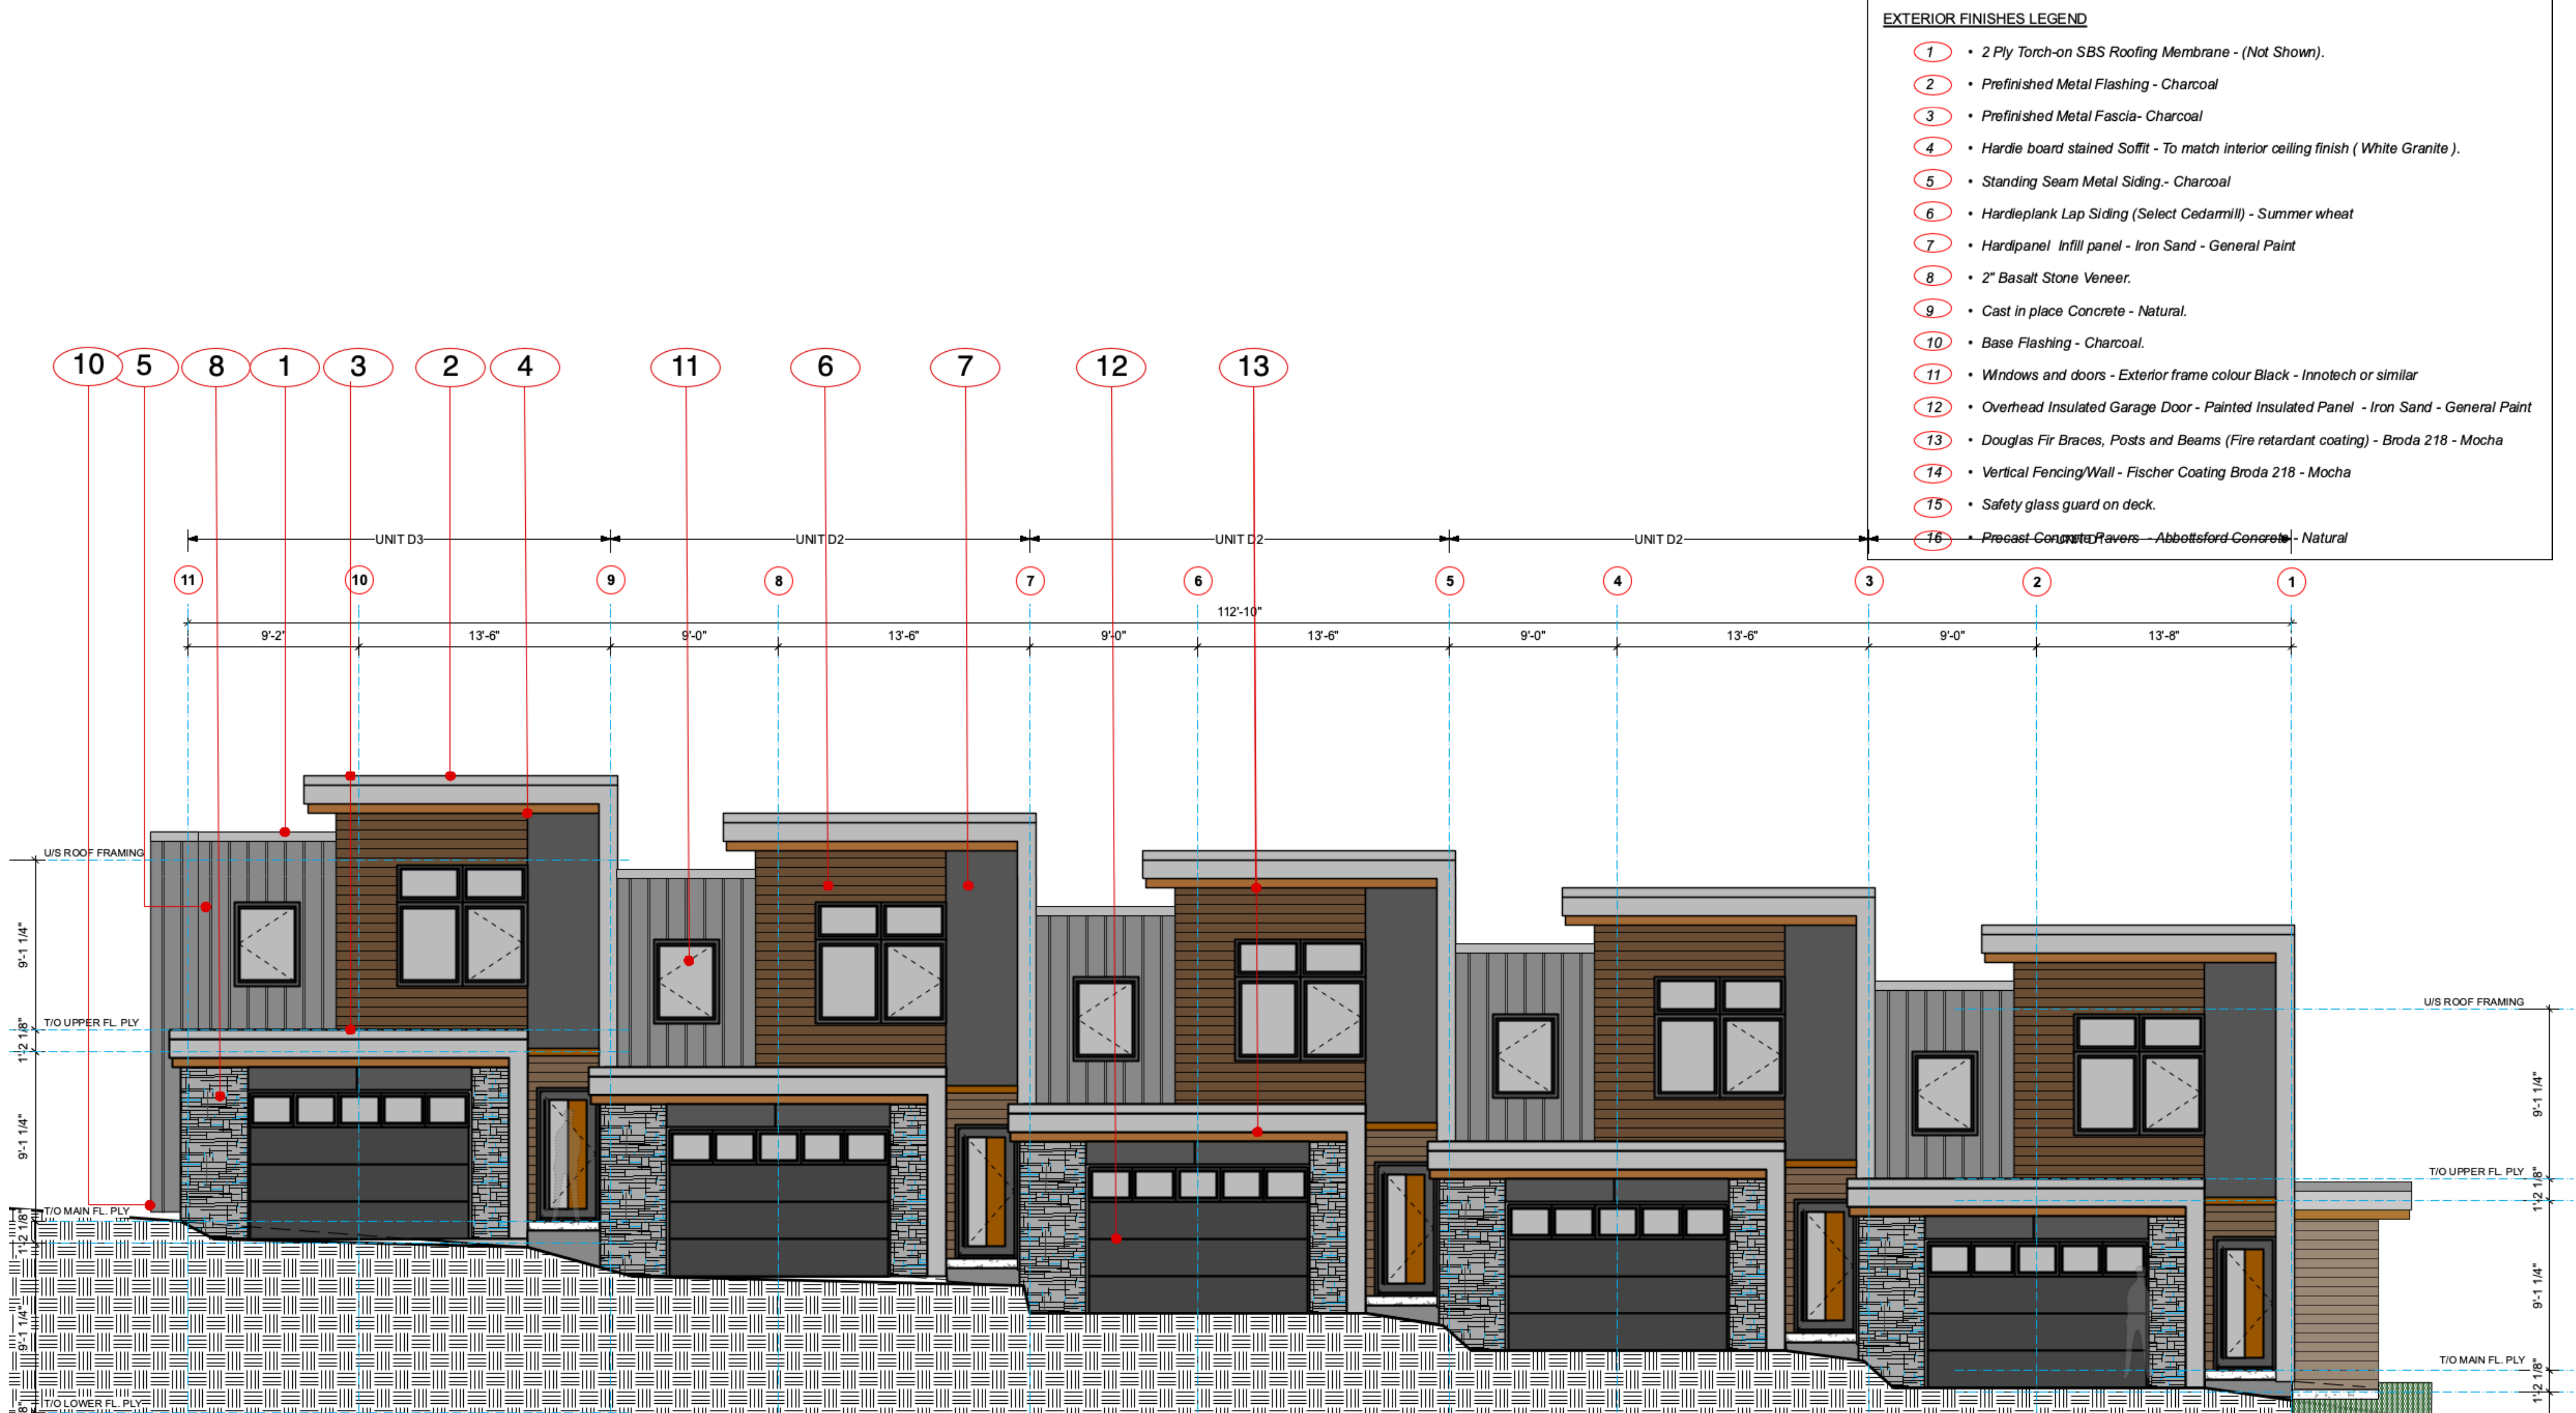 EXTERIOR FINISHES LEGEND
1 • 2 Ply Torch-on SBS Roofing Membrane - (Not Shown).
2 • Prefinished Metal Flashing - Charcoal
3 • Prefinished Metal Fascia- Charcoal
4 • Hardie board stained Soffit - To match interior ceiling finish ( White Granite ).
5 • Standing Seam Metal Siding.- Charcoal
6 • Hardieplank Lap Siding (Select Cedarmill) - Summer wheat
7 • Hardipanel Infill panel - Iron Sand - General Paint
8 • 2" Basalt Stone Veneer.
9 • Cast in place Concrete - Natural.
10 • Base Flashing - Charcoal.
11 • Windows and doors - Exterior frame colour Black - Innotech or similar
12 • Overhead Insulated Garage Door - Painted Insulated Panel - Iron Sand - General Paint
13 • Douglas Fir Braces, Posts and Beams (Fire retardant coating) - Broda 218 - Mocha
14 • Vertical Fencing/Wall - Fischer Coating Broda 218 - Mocha
15 • Safety glass guard on deck.
16 • Precast Concrete Pavers - Abbottsford Concrete - Natural
10 5 8 1 3 2 4 11 6 7 12 13
UNIT D3 UNIT D2 UNIT D2 UNIT D2
11 10 9 8 7 6 5 4 3 2 1
112'-10"
9'-2" 13'-6" 9'-0" 13'-6" 9'-0" 13'-6" 9'-0" 13'-6" 9'-0" 13'-8"
U/S ROOF FRAMING
9'-1 1/4"
T/O UPPER FL. PLY
1'-2 1/8"
9'-1 1/4"
T/O MAIN FL. PLY
1'-2 1/8"
9'-1 1/4"
T/O LOWER FL. PLY
8"
U/S ROOF FRAMING
9'-1 1/4"
T/O UPPER FL. PLY
1'-2 1/8"
9'-1 1/4"
T/O MAIN FL. PLY
1'-2 1/8"